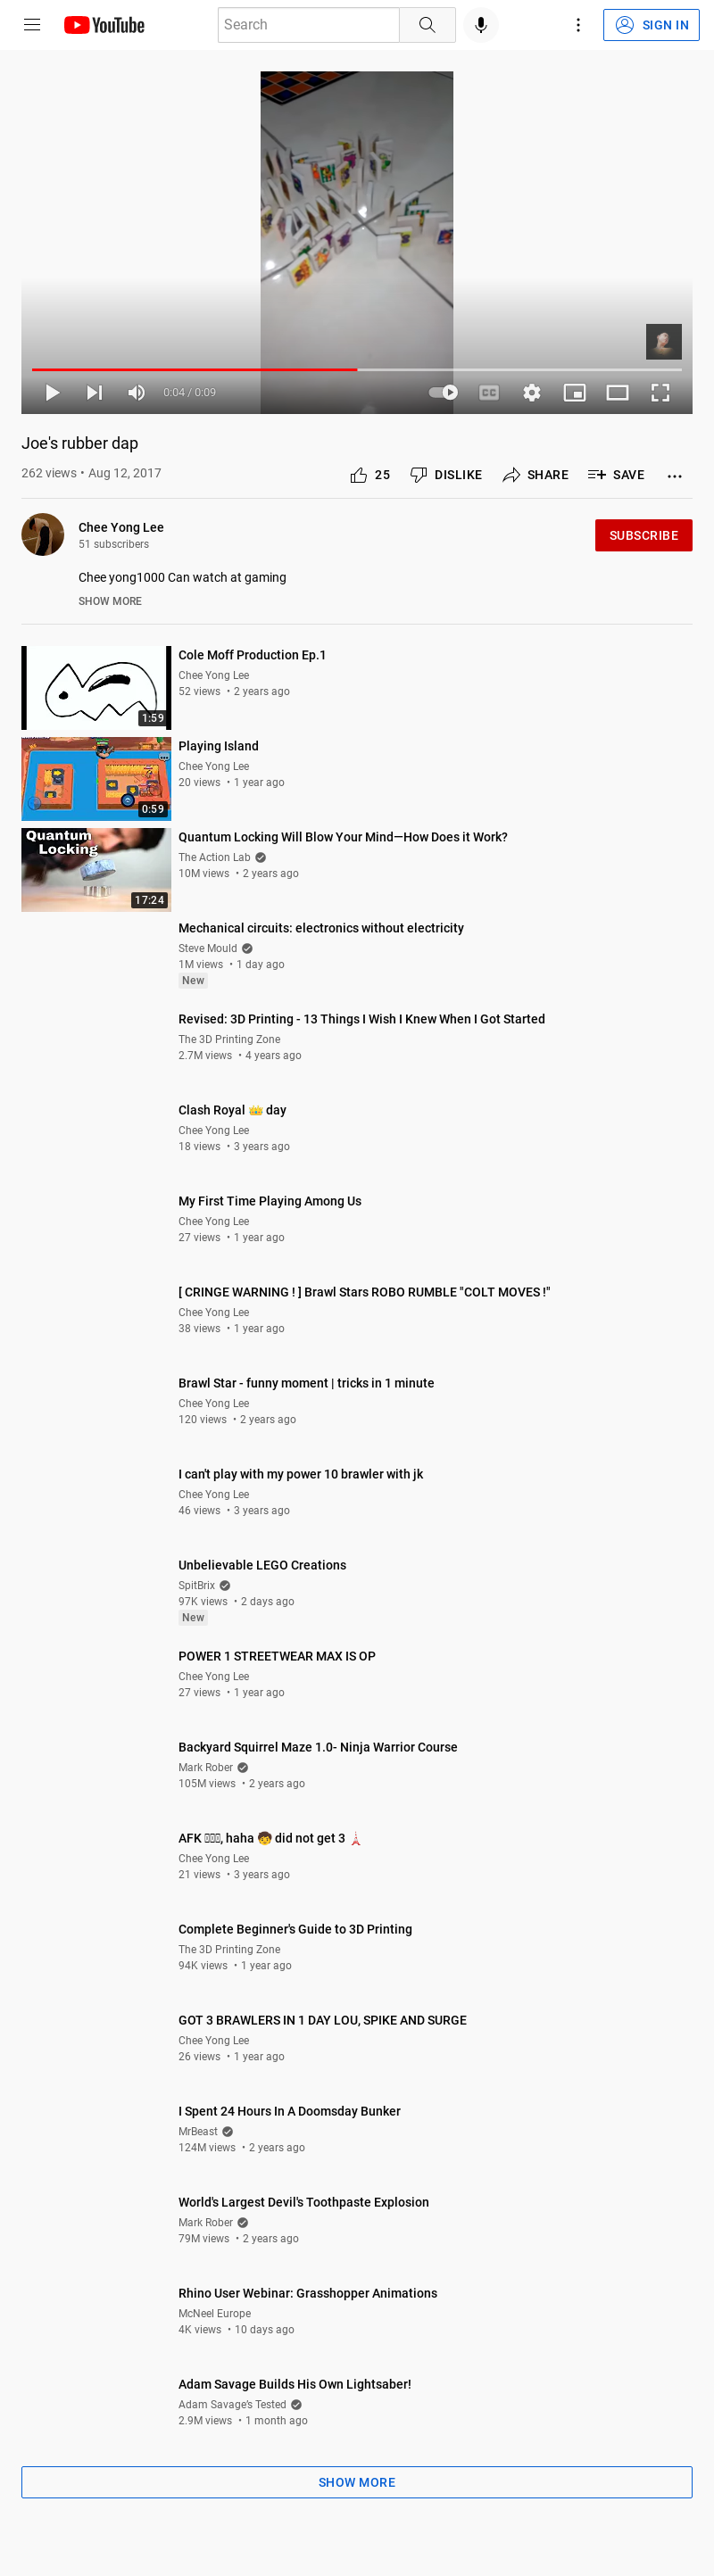 YouTube
Search
SIGN IN
0:04 / 0:09
Joe's rubber dap
262 views • Aug 12, 2017
25
DISLIKE
SHARE
SAVE
Chee Yong Lee
51 subscribers
SUBSCRIBE
Chee yong1000 Can watch at gaming
SHOW MORE
1:59
Cole Moff Production Ep.1
Chee Yong Lee
52 views • 2 years ago
0:59
Playing Island
Chee Yong Lee
20 views • 1 year ago
Quantum
Locking
17:24
Quantum Locking Will Blow Your Mind—How Does it Work?
The Action Lab
10M views • 2 years ago
Mechanical circuits: electronics without electricity
Steve Mould
1M views • 1 day ago
New
Revised: 3D Printing - 13 Things I Wish I Knew When I Got Started
The 3D Printing Zone
2.7M views • 4 years ago
Clash Royal 👑 day
Chee Yong Lee
18 views • 3 years ago
My First Time Playing Among Us
Chee Yong Lee
27 views • 1 year ago
[ CRINGE WARNING ! ] Brawl Stars ROBO RUMBLE "COLT MOVES !"
Chee Yong Lee
38 views • 1 year ago
Brawl Star - funny moment | tricks in 1 minute
Chee Yong Lee
120 views • 2 years ago
I can't play with my power 10 brawler with jk
Chee Yong Lee
46 views • 3 years ago
Unbelievable LEGO Creations
SpitBrix
97K views • 2 days ago
New
POWER 1 STREETWEAR MAX IS OP
Chee Yong Lee
27 views • 1 year ago
Backyard Squirrel Maze 1.0- Ninja Warrior Course
Mark Rober
105M views • 2 years ago
AFK , haha 🧒 did not get 3 🗼
Chee Yong Lee
21 views • 3 years ago
Complete Beginner's Guide to 3D Printing
The 3D Printing Zone
94K views • 1 year ago
GOT 3 BRAWLERS IN 1 DAY LOU, SPIKE AND SURGE
Chee Yong Lee
26 views • 1 year ago
I Spent 24 Hours In A Doomsday Bunker
MrBeast
124M views • 2 years ago
World's Largest Devil's Toothpaste Explosion
Mark Rober
79M views • 2 years ago
Rhino User Webinar: Grasshopper Animations
McNeel Europe
4K views • 10 days ago
Adam Savage Builds His Own Lightsaber!
Adam Savage's Tested
2.9M views • 1 month ago
SHOW MORE